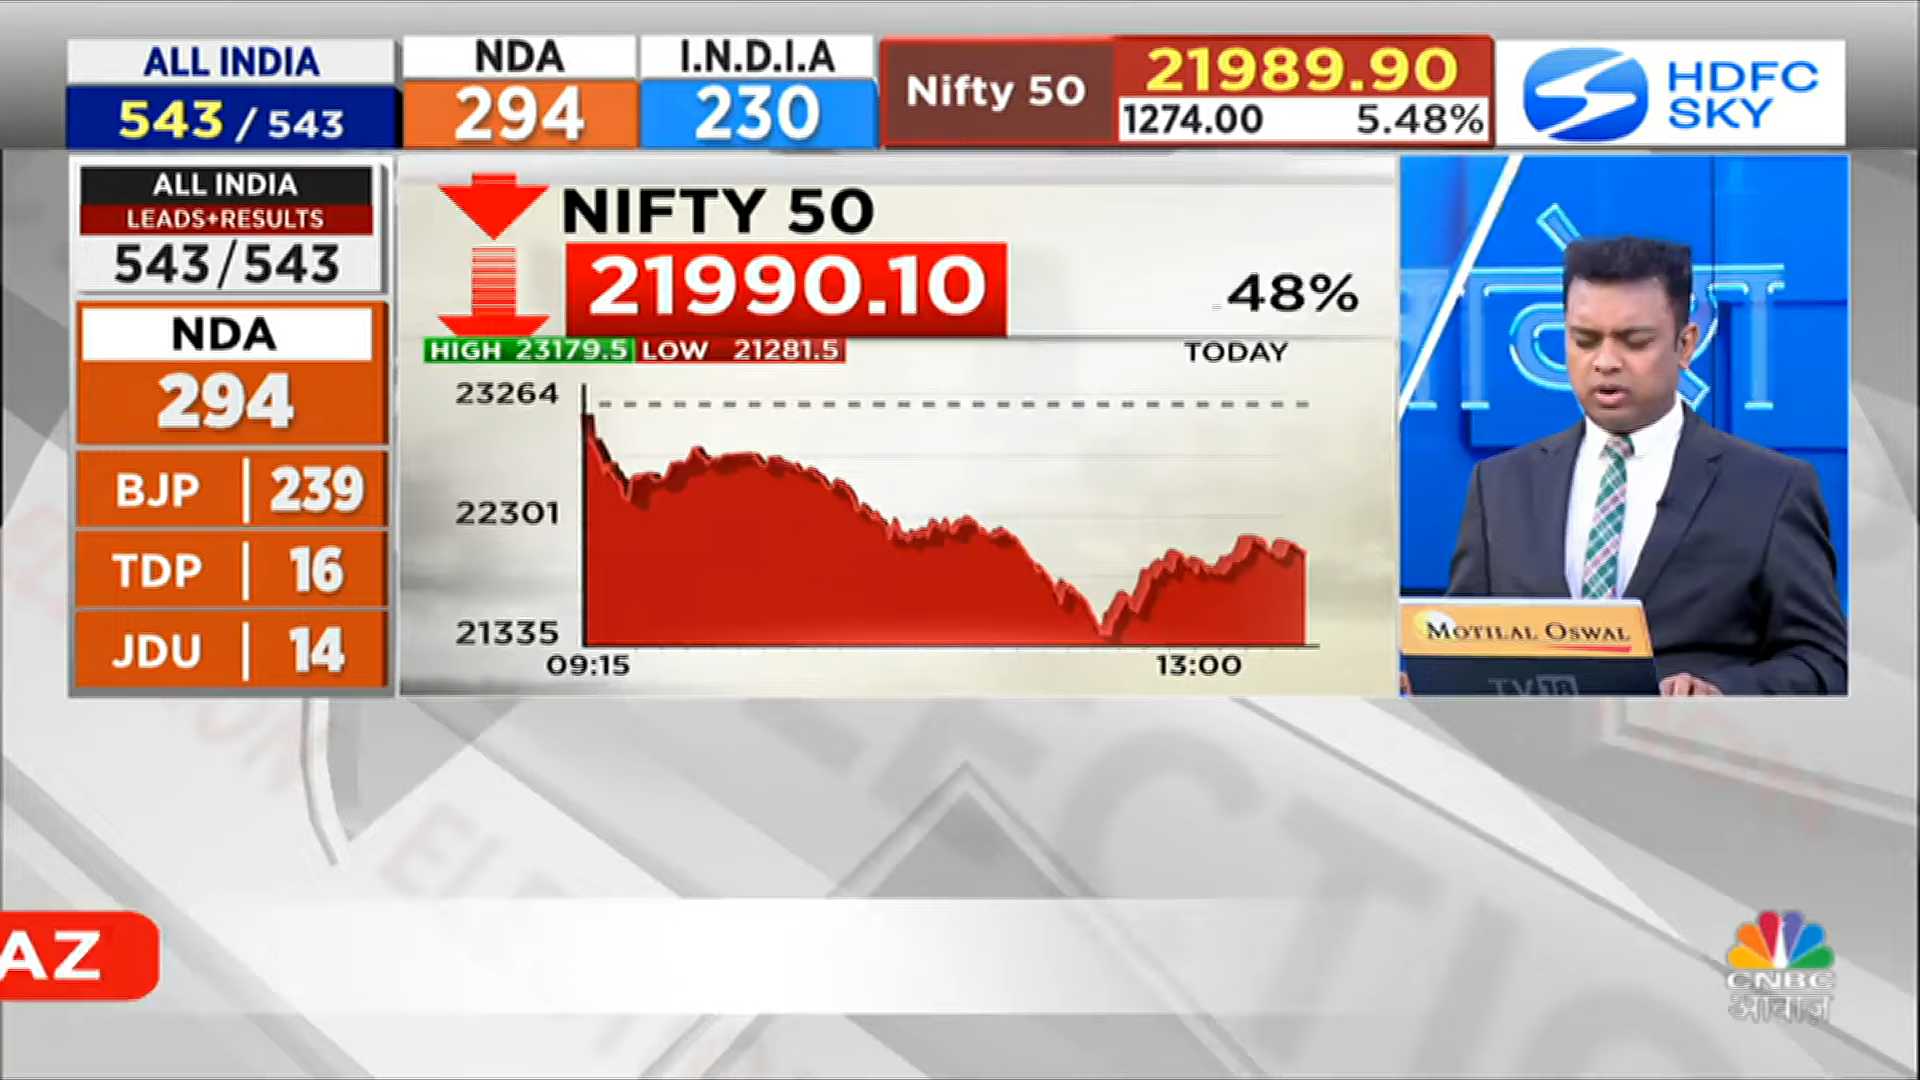 ALL INDIA
543 / 543
NDA
294
I.N.D.I.A
230
Nifty 50
21989.90
1274.00 5.48%
HDFC
SKY
ALL INDIA
LEADS+RESULTS
543/543
NDA
294
BJP 239
TDP 16
JDU 14
NIFTY 50
21990.10
48%
HIGH 23179.5 LOW 21281.5
TODAY
23264
22301
21335
09:15 13:00
MOTILAL OSWAL
TV18
AZ
CNBC
आवाज़